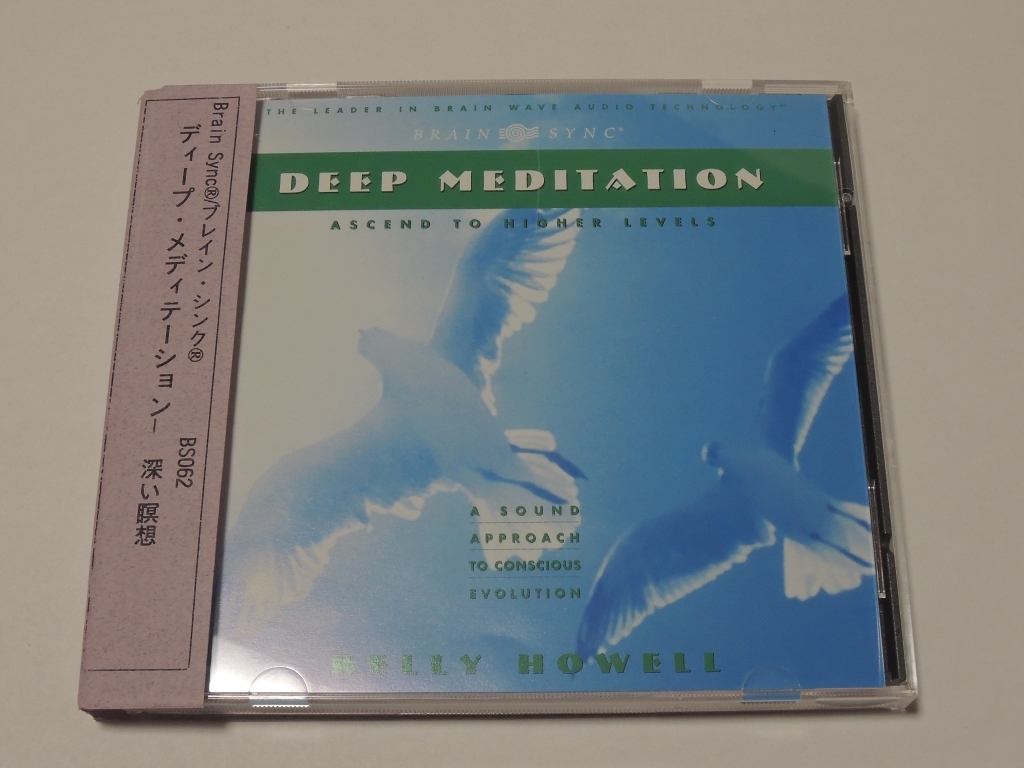 Brain Sync®/ブレイン・シンク®
ディープ・メディテーション–
BS062
深い瞑想
THE LEADER IN BRAIN WAVE AUDIO TECHNOLOGY™
BRAIN SYNC®
DEEP MEDITATION
ASCEND TO HIGHER LEVELS
A SOUND
APPROACH
TO CONSCIOUS
EVOLUTION
KELLY HOWELL